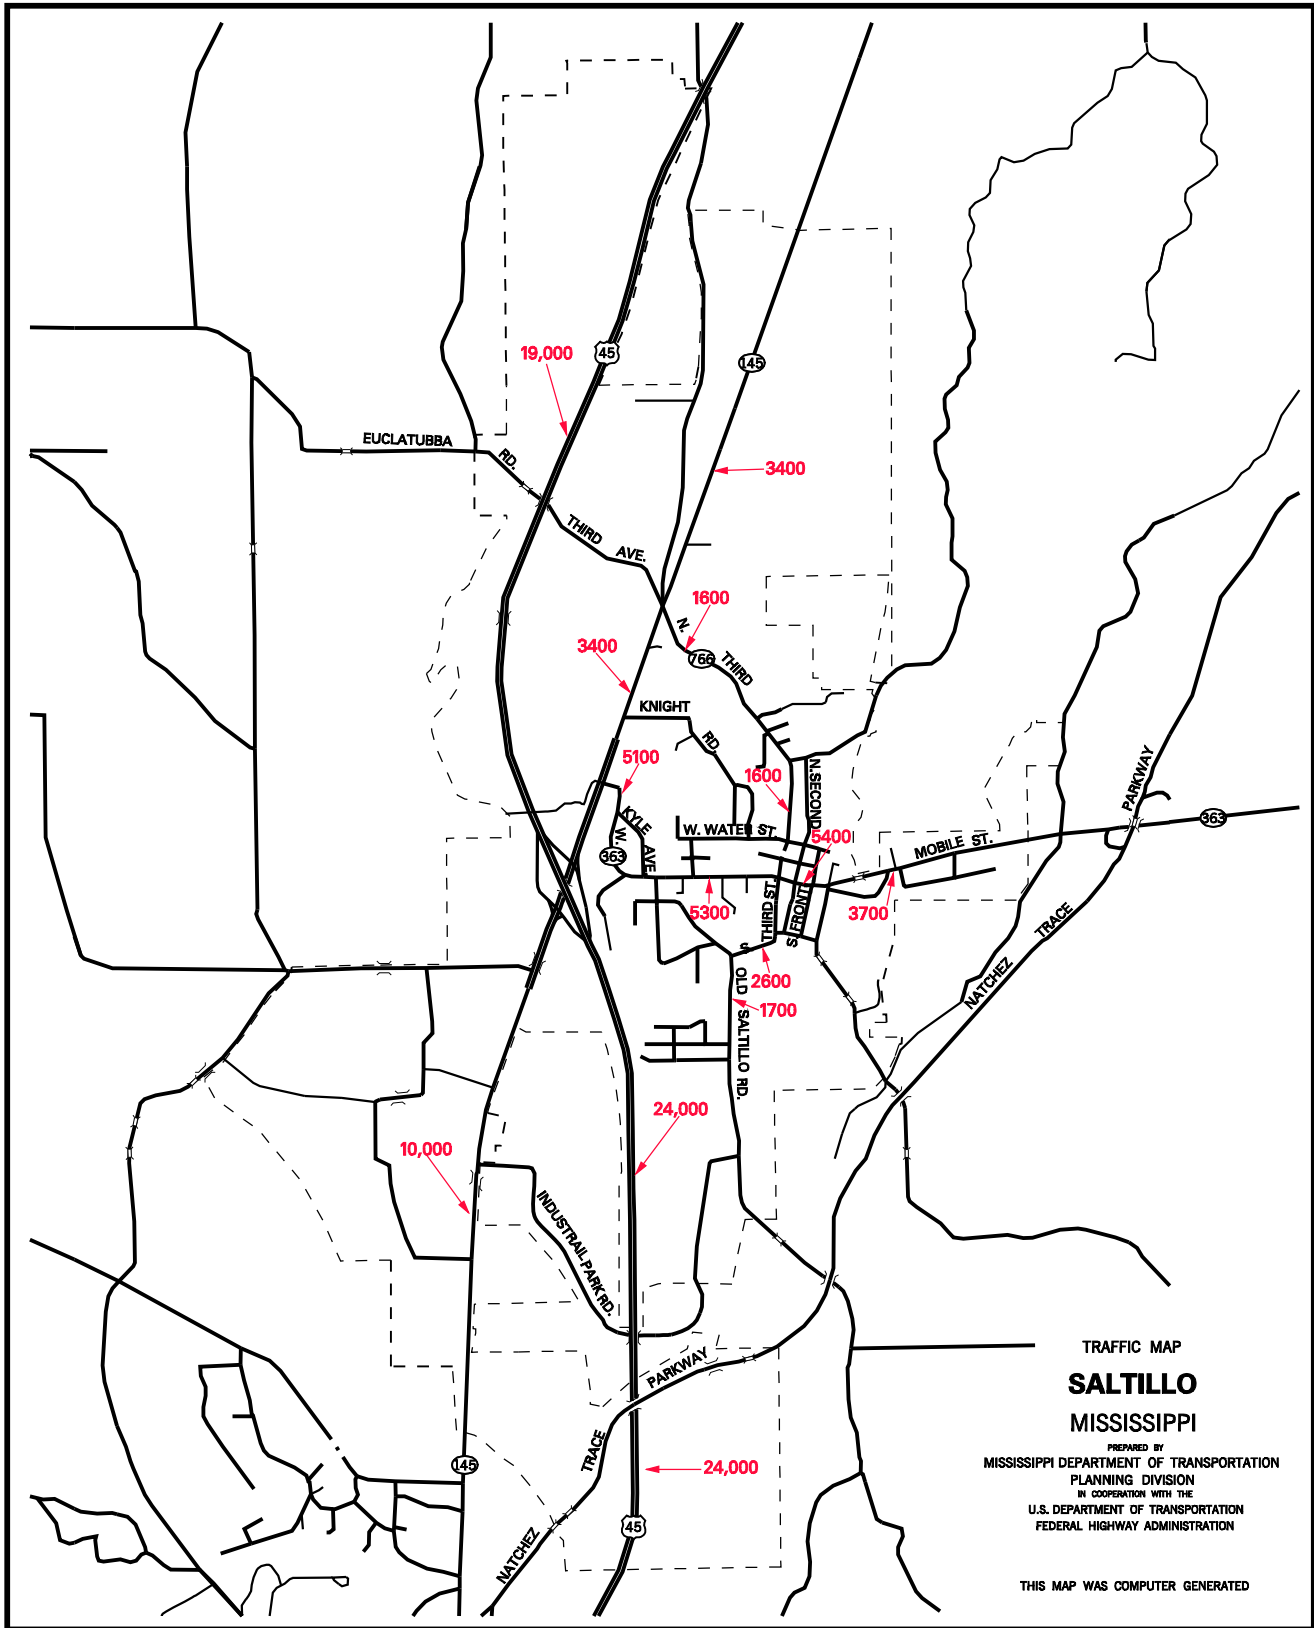 45
19,000
145
EUCLATUBBA
RD.
3400
THIRD
AVE.
1600
N.
3400
766
THIRD
KNIGHT
RD.
5100
1600
N. SECOND
PARKWAY
363
KYLE
AVE
W.
W. WATER ST.
5400
MOBILE ST.
363
5300
THIRD ST.
S. FRONT
3700
TRACE
S.
2600
NATCHEZ
OLD SALTILLO RD.
1700
24,000
10,000
INDUSTRAIL PARK RD.
PARKWAY
TRACE
145
24,000
45
NATCHEZ
TRAFFIC MAP
SALTILLO
MISSISSIPPI
PREPARED BY
MISSISSIPPI DEPARTMENT OF TRANSPORTATION
PLANNING DIVISION
IN COOPERATION WITH THE
U.S. DEPARTMENT OF TRANSPORTATION
FEDERAL HIGHWAY ADMINISTRATION
THIS MAP WAS COMPUTER GENERATED